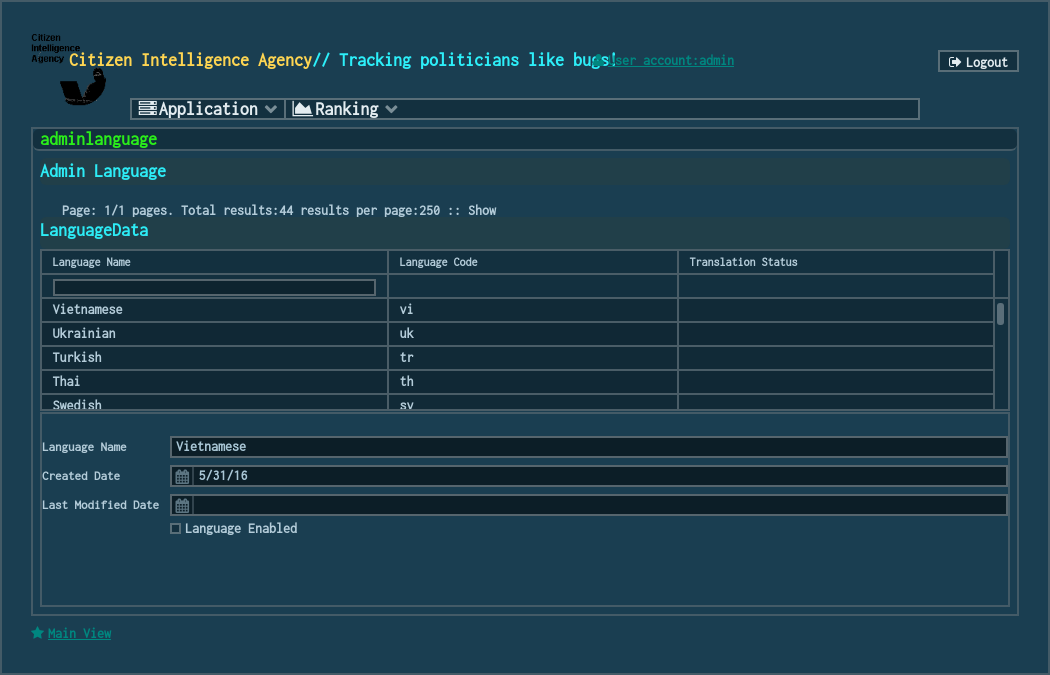 Citizen
Intelligence
Agency
Citizen Intelligence Agency// Tracking politicians like bugs!
User account:admin
Logout
Application
Ranking
adminlanguage
Admin Language
Page: 1/1 pages. Total results:44 results per page:250 :: Show
LanguageData
Language Name Language Code Translation Status
Vietnamese vi
Ukrainian uk
Turkish tr
Thai th
Swedish sv
Language Name Vietnamese
Created Date 5/31/16
Last Modified Date
Language Enabled
Main View